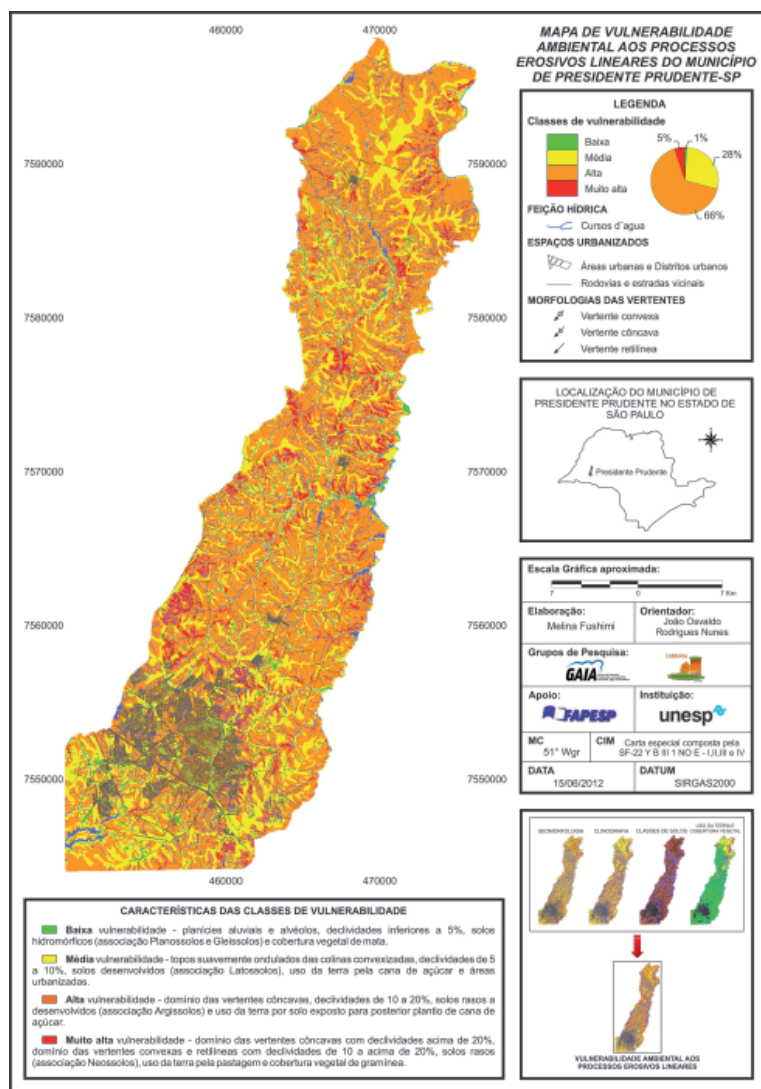 460000
470000
7590000
7590000
7580000
7580000
7570000
7570000
7560000
7560000
7550000
7550000
460000
470000
MAPA DE VULNERABILIDADE
AMBIENTAL AOS PROCESSOS
EROSIVOS LINEARES DO MUNICÍPIO
DE PRESIDENTE PRUDENTE-SP
LEGENDA
Classes de vulnerabilidade
Baixa
Média
Alta
Muito alta
5%
1%
28%
66%
FEIÇÃO HÍDRICA
Cursos d´agua
ESPAÇOS URBANIZADOS
Áreas urbanas e Distritos urbanos
Rodovias e estradas vicinais
MORFOLOGIAS DAS VERTENTES
Vertente convexa
Vertente côncava
Vertente retilínea
LOCALIZAÇÃO DO MUNICÍPIO DE
PRESIDENTE PRUDENTE NO ESTADO DE
SÃO PAULO
Presidente Prudente
Escala Gráfica aproximada:
7 0 7 Km
Elaboração:
Melina Fushimi
Orientador:
João Osvaldo
Rodrigues Nunes
Grupos de Pesquisa:
GAIA
Apoio:
FAPESP
Instituição:
unesp
MC
51° Wgr
CIM Carta especial composta pela
SF-22 Y B III 1 NO E - I,II,III e IV
DATA
15/06/2012
DATUM
SIRGAS2000
GEOMORFOLOGIA
CLINOGRAFIA
CLASSES DE SOLOS
USO DA TERRA E
COBERTURA VEGETAL
VULNERABILIDADE AMBIENTAL AOS
PROCESSOS EROSIVOS LINEARES
CARACTERÍSTICAS DAS CLASSES DE VULNERABILIDADE
Baixa vulnerabilidade - planícies aluviais e alvéolos, declividades inferiores a 5%, solos
hidromórficos (associação Planossolos e Gleissolos) e cobertura vegetal de mata.
Média vulnerabilidade - topos suavemente ondulados das colinas convexizadas, declividades de 5
a 10%, solos desenvolvidos (associação Latossolos), uso da terra pela cana de açúcar e áreas
urbanizadas.
Alta vulnerabilidade - domínio das vertentes côncavas, declividades de 10 a 20%, solos rasos a
desenvolvidos (associação Argissolos) e uso da terra por solo exposto para posterior plantio de cana de
açúcar.
Muito alta vulnerabilidade - domínio das vertentes côncavas com declividades acima de 20%,
domínio das vertentes convexas e retilíneas com declividades de 10 a acima de 20%, solos rasos
(associação Neossolos), uso da terra pela pastagem e cobertura vegetal de gramínea.